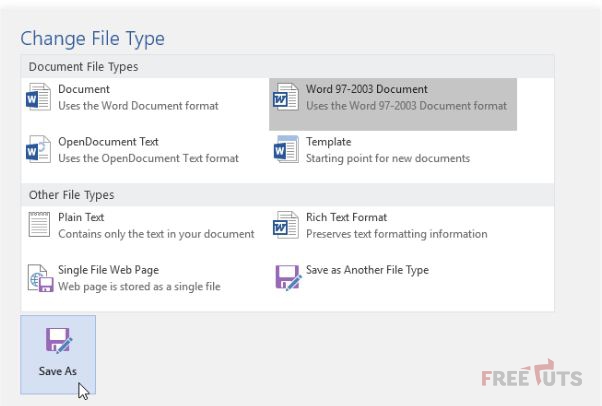 Change File Type
Document File Types
Document
Uses the Word Document format
Word 97-2003 Document
Uses the Word 97-2003 Document format
OpenDocument Text
Uses the OpenDocument Text format
Template
Starting point for new documents
Other File Types
Plain Text
Contains only the text in your document
Rich Text Format
Preserves text formatting information
Single File Web Page
Web page is stored as a single file
Save as Another File Type
Save As
FREETUTS